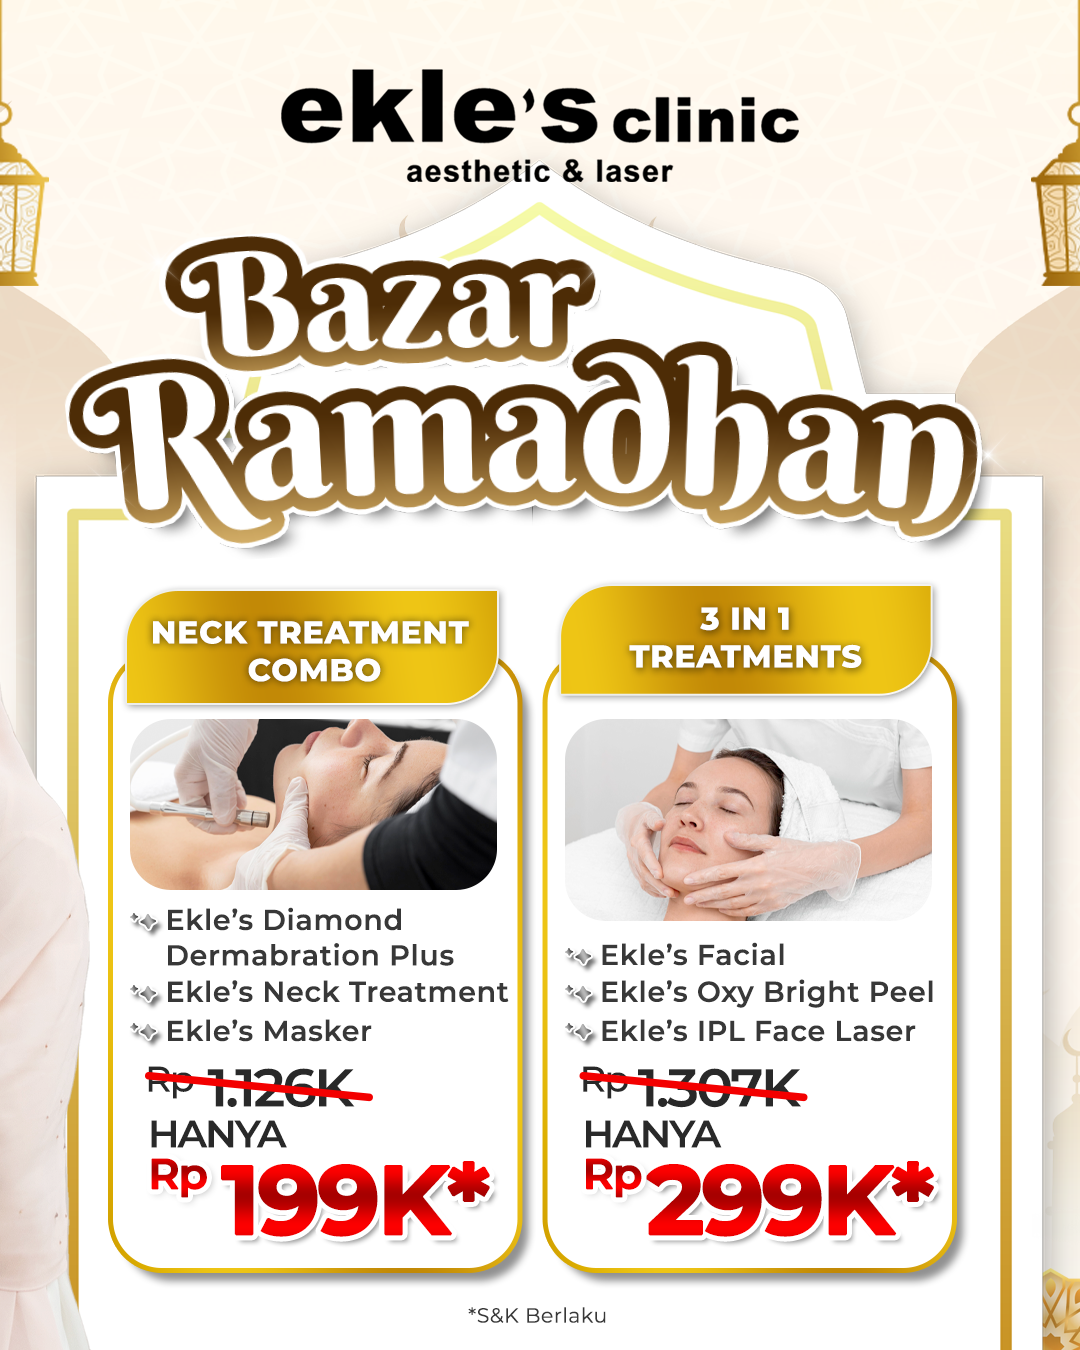 ekle's clinic
aesthetic & laser
Bazar
Ramadhan
NECK TREATMENT
COMBO
Ekle's Diamond
Dermabration Plus
Ekle's Neck Treatment
Ekle's Masker
Rp 1.126K
HANYA
Rp 199K*
3 IN 1
TREATMENTS
Ekle's Facial
Ekle's Oxy Bright Peel
Ekle's IPL Face Laser
Rp 1.307K
HANYA
Rp 299K*
*S&K Berlaku